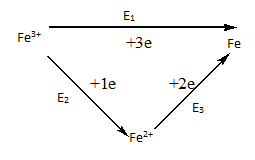 E₁
Fe³⁺ Fe
+3e
+1e +2e
E₂ E₃
Fe²⁺